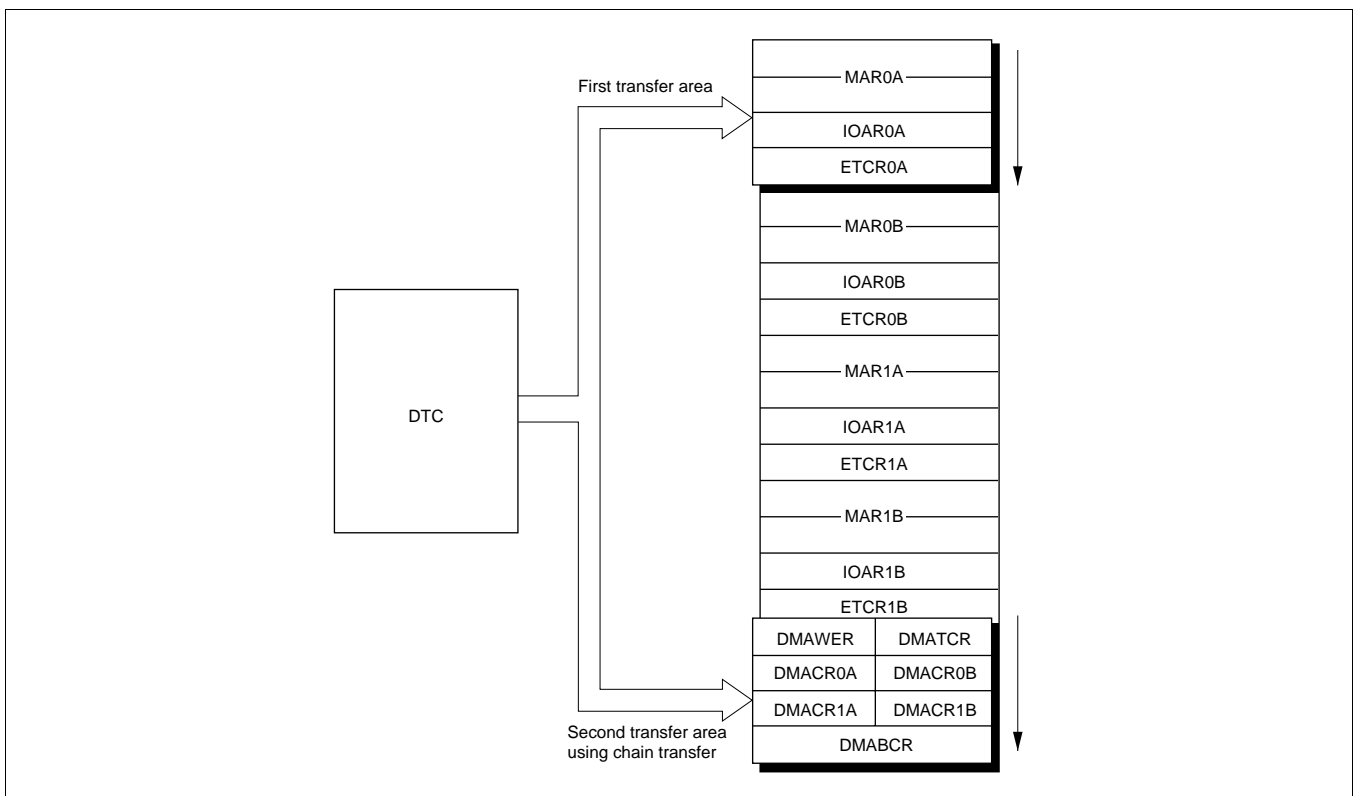 First transfer area
MAR0A
IOAR0A
ETCR0A
MAR0B
IOAR0B
ETCR0B
MAR1A
DTC
IOAR1A
ETCR1A
MAR1B
IOAR1B
ETCR1B
DMAWER DMATCR
DMACR0A DMACR0B
DMACR1A DMACR1B
DMABCR
Second transfer area
using chain transfer